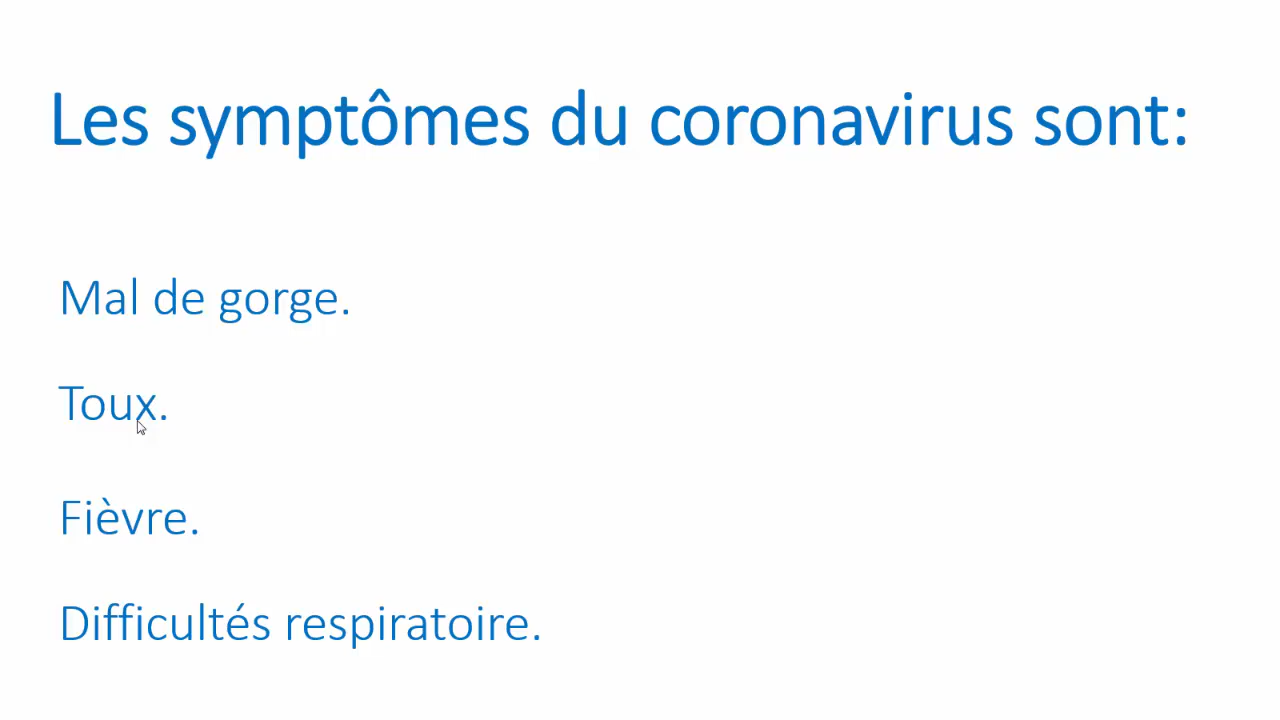 Les symptômes du coronavirus sont:
Mal de gorge.
Toux.
Fièvre.
Difficultés respiratoire.